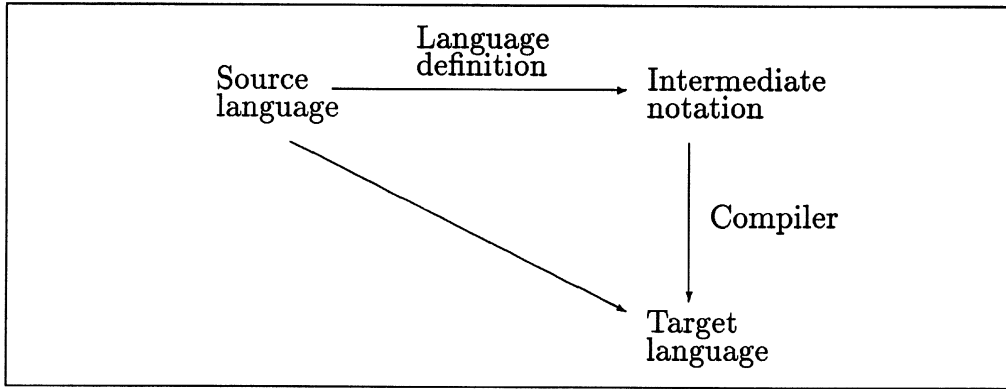 Language
definition
Source
language
Intermediate
notation
Compiler
Target
language